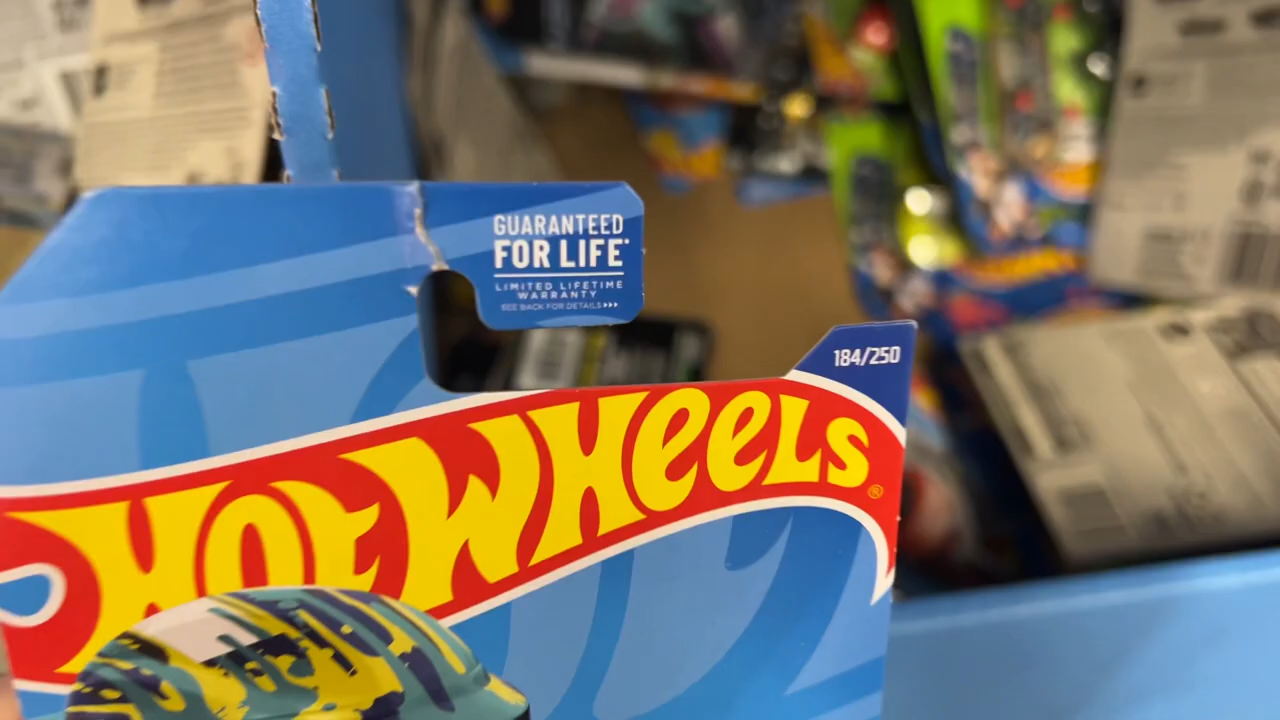 GUARANTEED
FOR LIFE*
LIMITED LIFETIME
WARRANTY
SEE BACK FOR DETAILS
184/250
HOT WHEELS®